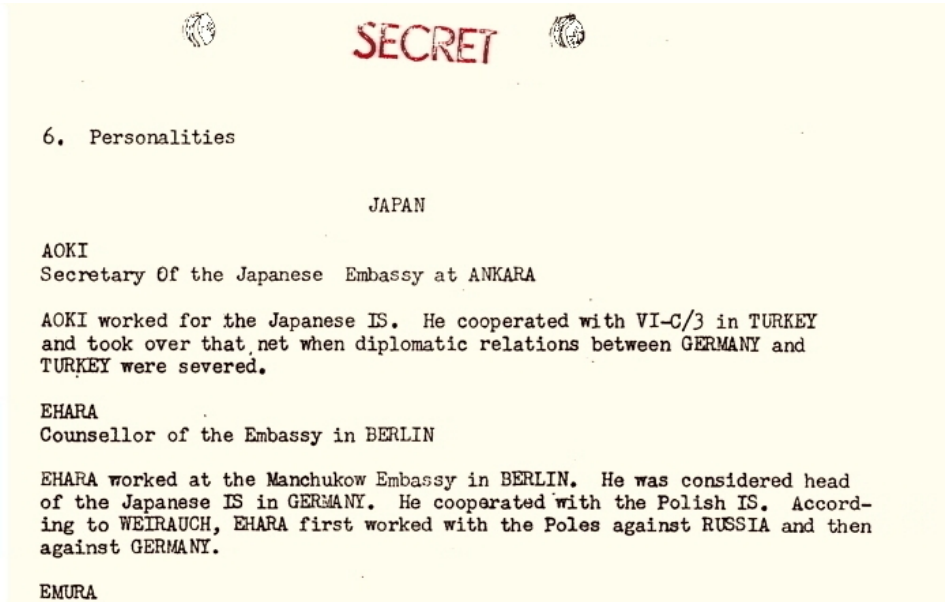 SECRET
6. Personalities
JAPAN
AOKI
Secretary Of the Japanese Embassy at ANKARA
AOKI worked for the Japanese IS. He cooperated with VI-C/3 in TURKEY
and took over that net when diplomatic relations between GERMANY and
TURKEY were severed.
EHARA
Counsellor of the Embassy in BERLIN
EHARA worked at the Manchukow Embassy in BERLIN. He was considered head
of the Japanese IS in GERMANY. He cooperated with the Polish IS. Accord-
ing to WEIRAUCH, EHARA first worked with the Poles against RUSSIA and then
against GERMANY.
EMURA